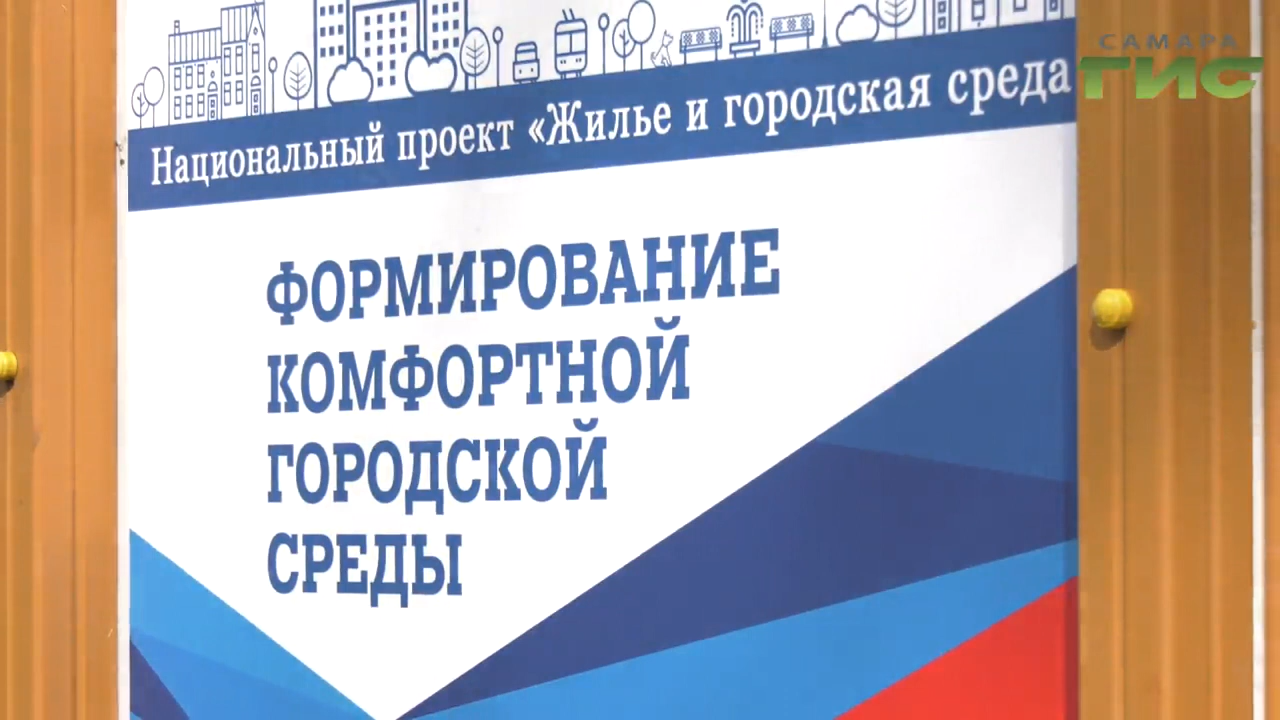 САМАРА
ГИС
Национальный проект «Жилье и городская среда
ФОРМИРОВАНИЕ
КОМФОРТНОЙ
ГОРОДСКОЙ
СРЕДЫ